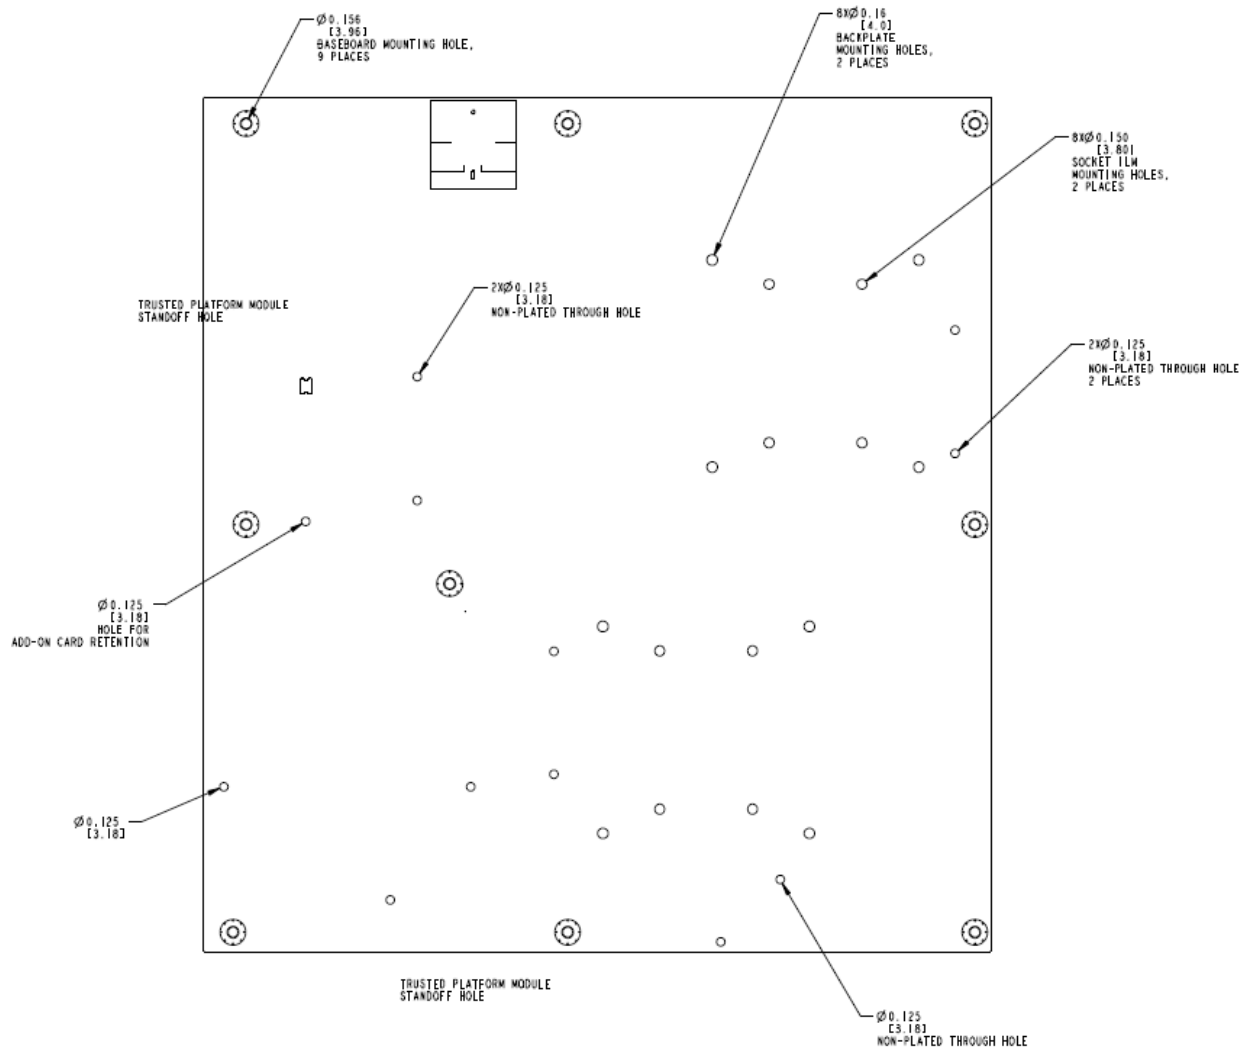 Ø0.156
[3.96]
BASEBOARD MOUNTING HOLE,
9 PLACES
8XØ0.16
[4.0]
BACKPLATE
MOUNTING HOLES,
2 PLACES
8XØ0.150
[3.80]
SOCKET ILM
MOUNTING HOLES,
2 PLACES
2XØ0.125
[3.18]
NON-PLATED THROUGH HOLE
TRUSTED PLATFORM MODULE
STANDOFF HOLE
2XØ0.125
[3.18]
NON-PLATED THROUGH HOLE
2 PLACES
Ø0.125
[3.18]
HOLE FOR
ADD-ON CARD RETENTION
Ø0.125
[3.18]
TRUSTED PLATFORM MODULE
STANDOFF HOLE
Ø0.125
[3.18]
NON-PLATED THROUGH HOLE